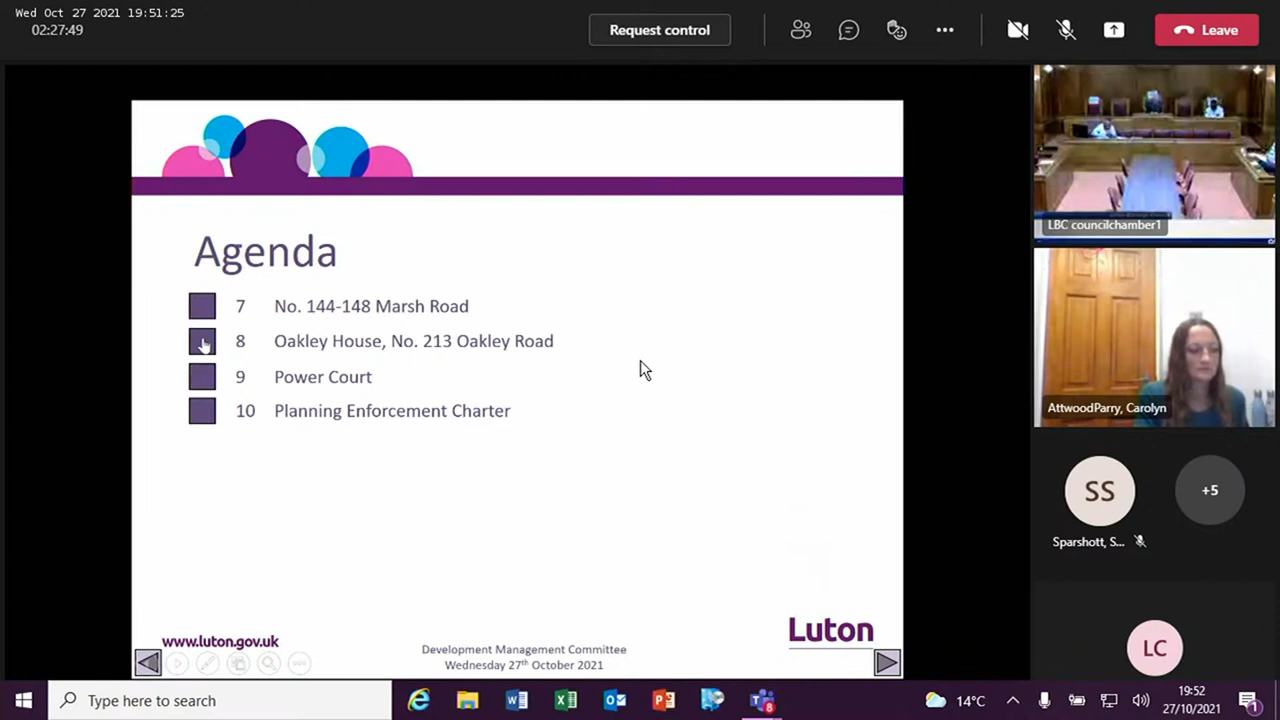 Wed Oct 27 2021 19:51:25
02:27:49
Request control
Leave
Agenda
7 No. 144-148 Marsh Road
8 Oakley House, No. 213 Oakley Road
9 Power Court
10 Planning Enforcement Charter
www.luton.gov.uk
Development Management Committee
Wednesday 27th October 2021
Luton
LBC councilchamber1
AttwoodParry, Carolyn
SS
+5
Sparshott, S...
LC
Type here to search
8
14°C
19:52
27/10/2021
1